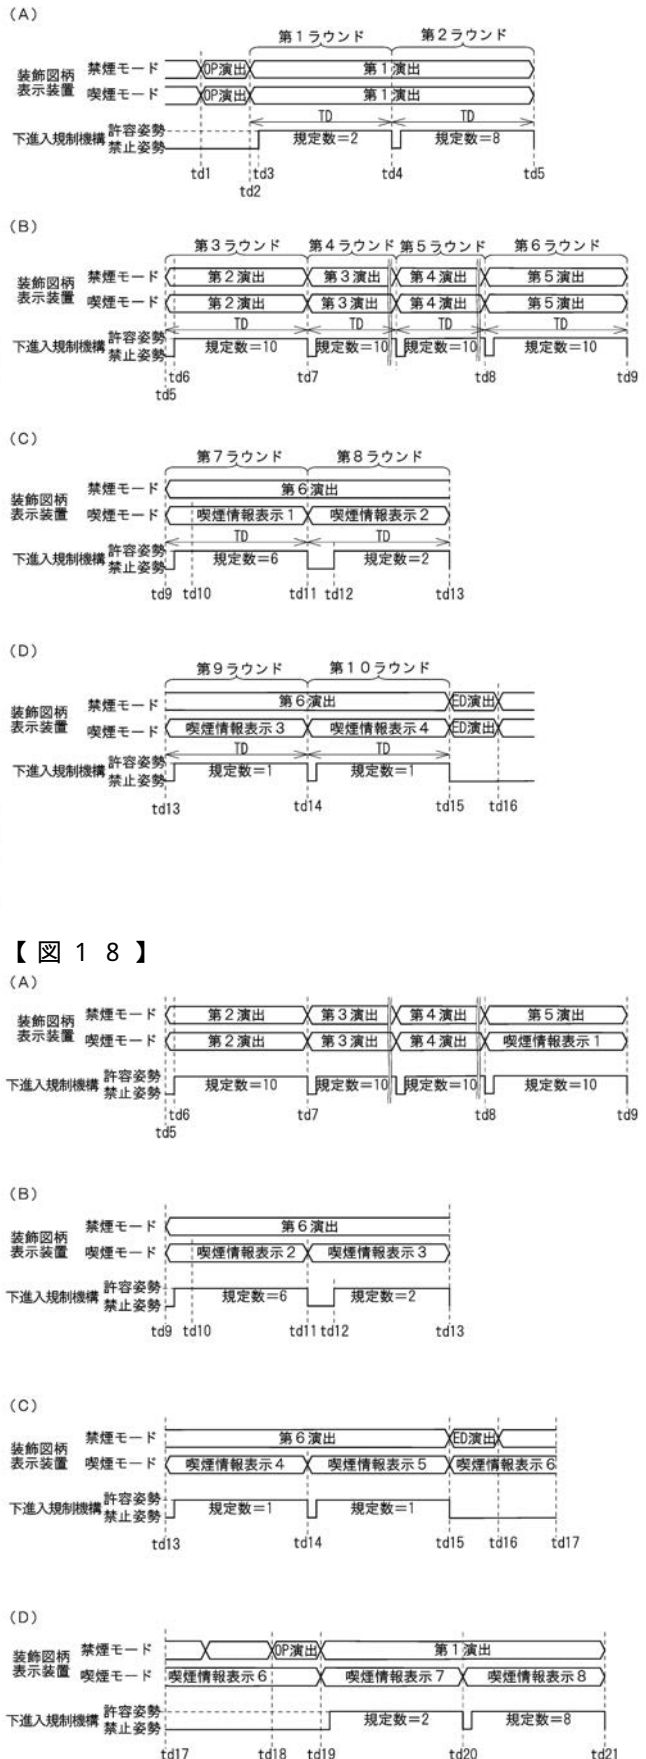 (A)
第1ラウンド 第2ラウンド
装飾図柄表示装置 禁煙モード OP演出 第1演出
喫煙モード OP演出 第1演出
TD TD
下進入規制機構 許容姿勢 禁止姿勢 規定数=2 規定数=8
td1 td3 td4 td5
td2
(B)
第3ラウンド 第4ラウンド 第5ラウンド 第6ラウンド
装飾図柄表示装置 禁煙モード 第2演出 第3演出 第4演出 第5演出
喫煙モード 第2演出 第3演出 第4演出 第5演出
TD TD TD TD
下進入規制機構 許容姿勢 禁止姿勢 規定数=10 規定数=10 規定数=10 規定数=10
td6 td7 td8 td9
td5
(C)
第7ラウンド 第8ラウンド
装飾図柄表示装置 禁煙モード 第6演出
喫煙モード 喫煙情報表示1 喫煙情報表示2
TD TD
下進入規制機構 許容姿勢 禁止姿勢 規定数=6 規定数=2
td9 td10 td11 td12 td13
(D)
第9ラウンド 第10ラウンド
装飾図柄表示装置 禁煙モード 第6演出 ED演出
喫煙モード 喫煙情報表示3 喫煙情報表示4 ED演出
TD TD
下進入規制機構 許容姿勢 禁止姿勢 規定数=1 規定数=1
td13 td14 td15 td16
【図18】
(A)
装飾図柄表示装置 禁煙モード 第2演出 第3演出 第4演出 第5演出
喫煙モード 第2演出 第3演出 第4演出 喫煙情報表示1
下進入規制機構 許容姿勢 禁止姿勢 規定数=10 規定数=10 規定数=10 規定数=10
td6 td7 td8 td9
td5
(B)
装飾図柄表示装置 禁煙モード 第6演出
喫煙モード 喫煙情報表示2 喫煙情報表示3
下進入規制機構 許容姿勢 禁止姿勢 規定数=6 規定数=2
td9 td10 td11 td12 td13
(C)
装飾図柄表示装置 禁煙モード 第6演出 ED演出
喫煙モード 喫煙情報表示4 喫煙情報表示5 喫煙情報表示6
下進入規制機構 許容姿勢 禁止姿勢 規定数=1 規定数=1
td13 td14 td15 td16 td17
(D)
装飾図柄表示装置 禁煙モード OP演出 第1演出
喫煙モード 喫煙情報表示6 喫煙情報表示7 喫煙情報表示8
下進入規制機構 許容姿勢 禁止姿勢 規定数=2 規定数=8
td17 td18 td19 td20 td21